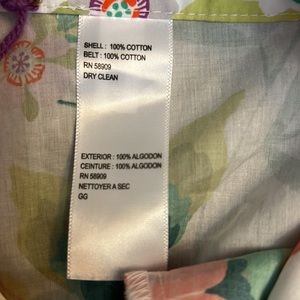 SHELL : 100% COTTON
BELT : 100% COTTON
RN 58909
DRY CLEAN
EXTERIOR : 100% ALGODON
CEINTURE : 100% ALGODON
RN 58909
NETTOYER A SEC
GG